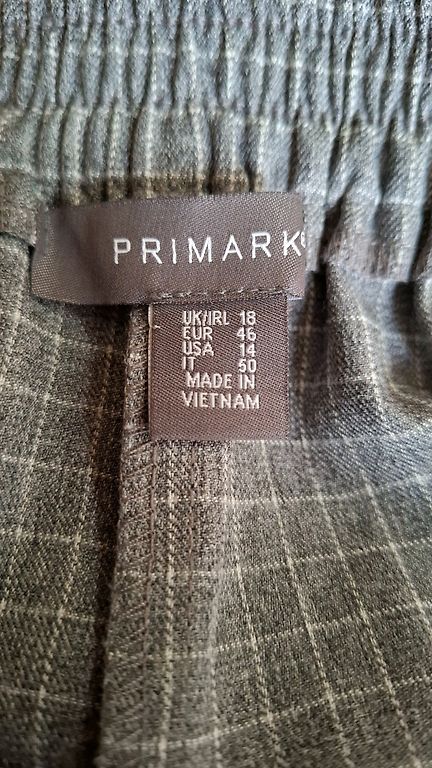 PRIMARK
UK/IRL 18
EUR 46
USA 14
IT 50
MADE IN
VIETNAM